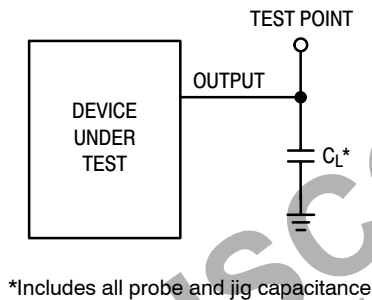 TEST POINT
OUTPUT
DEVICE
UNDER
TEST
CL*
*Includes all probe and jig capacitance